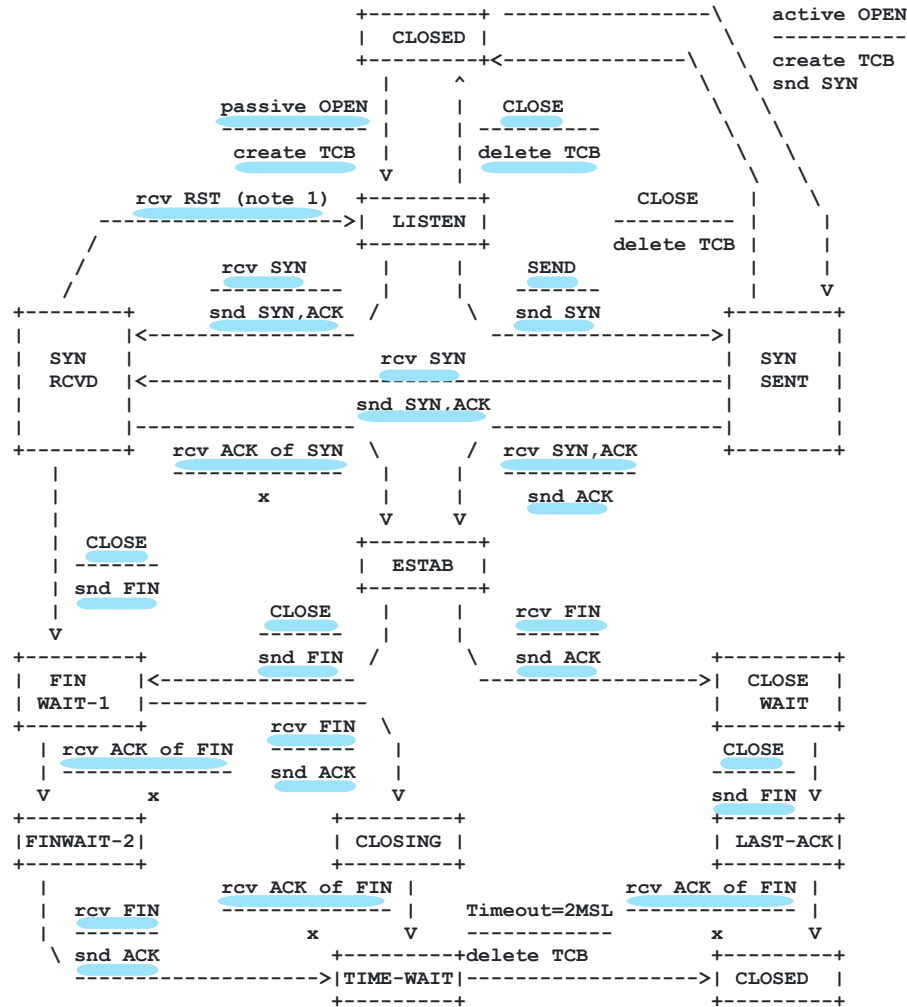 active OPEN
CLOSED
create TCB
snd SYN
passive OPEN
CLOSE
create TCB
delete TCB
rcv RST (note 1)
CLOSE
LISTEN
delete TCB
rcv SYN
SEND
snd SYN,ACK
snd SYN
SYN
RCVD
rcv SYN
SYN
SENT
snd SYN,ACK
rcv ACK of SYN
rcv SYN,ACK
x
snd ACK
CLOSE
ESTAB
snd FIN
CLOSE
rcv FIN
snd FIN
snd ACK
FIN
WAIT-1
CLOSE
WAIT
rcv FIN
rcv ACK of FIN
CLOSE
snd ACK
x
snd FIN
FINWAIT-2
CLOSING
LAST-ACK
rcv ACK of FIN
rcv ACK of FIN
rcv FIN
Timeout=2MSL
x
x
snd ACK
delete TCB
TIME-WAIT
CLOSED